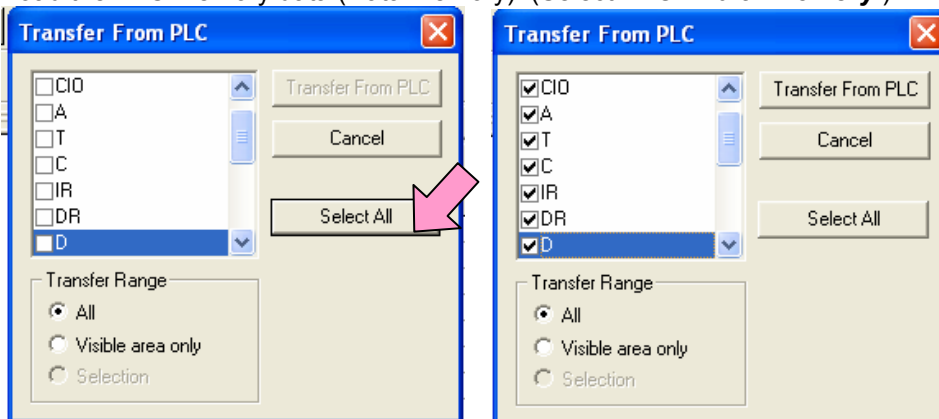 Transfer From PLC
CIO
A
T
C
IR
DR
D
Transfer From PLC
Cancel
Select All
Transfer Range
All
Visible area only
Selection
Transfer From PLC
CIO
A
T
C
IR
DR
D
Transfer From PLC
Cancel
Select All
Transfer Range
All
Visible area only
Selection